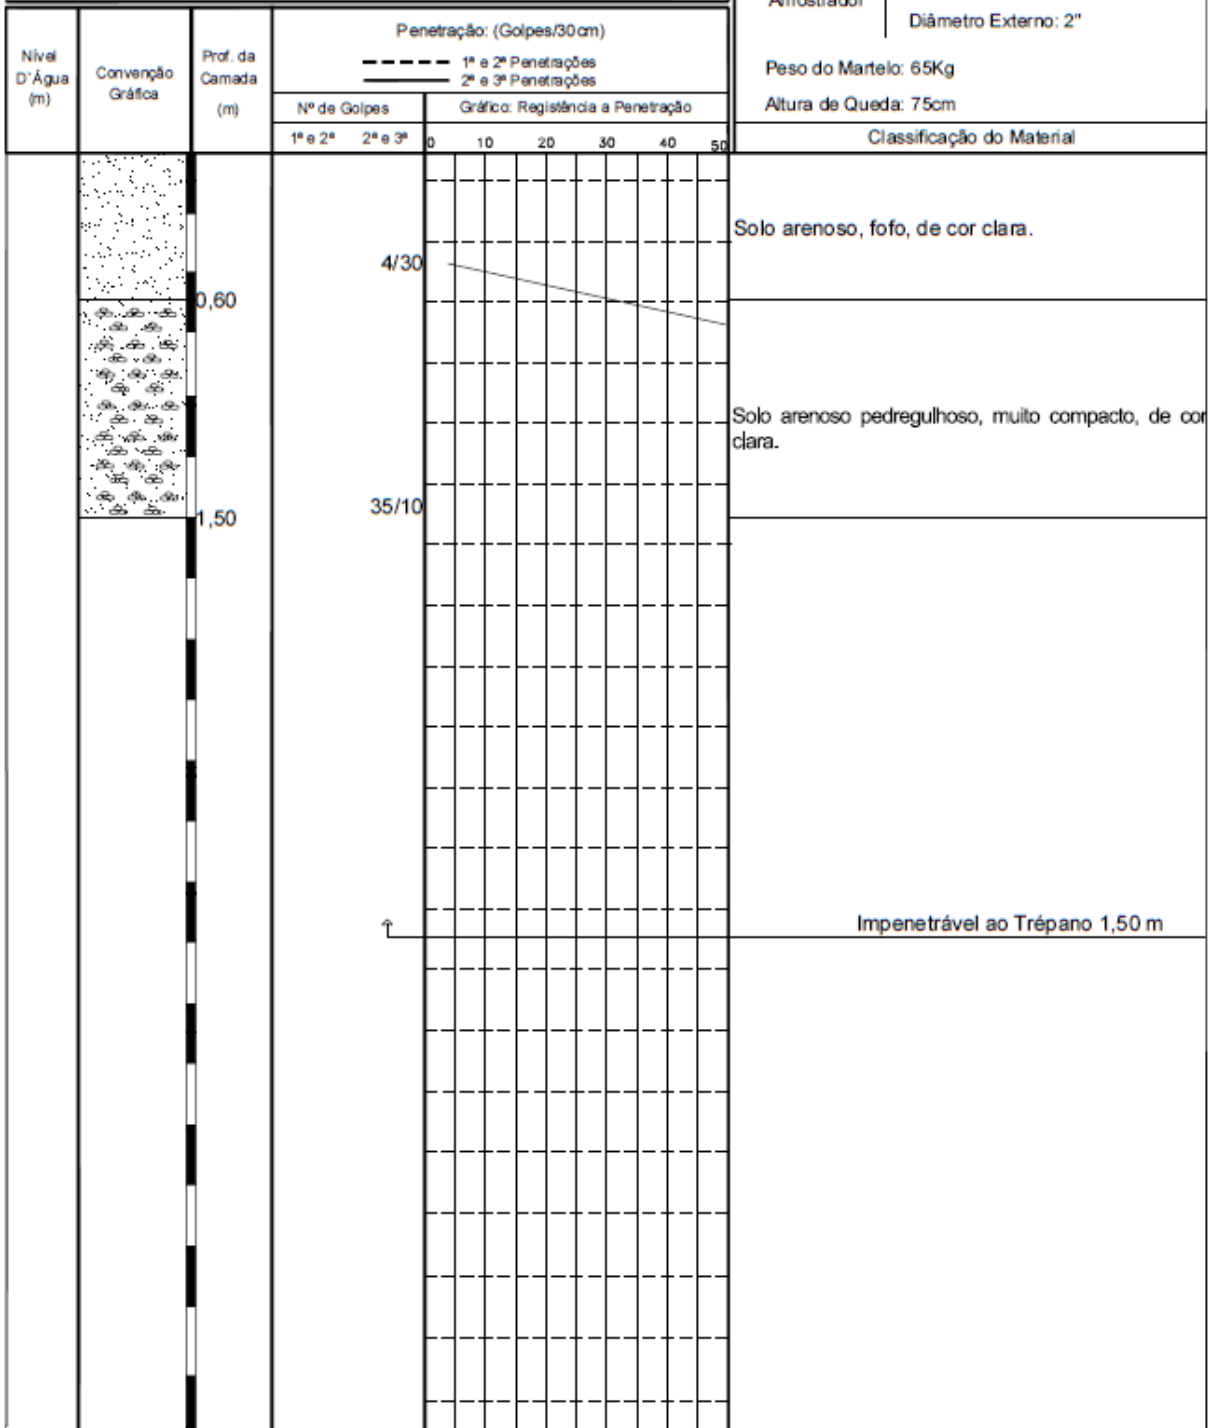 Amostrador
Diâmetro Externo: 2"
Peso do Martelo: 65Kg
Altura de Queda: 75cm
Nível
D`Água
(m)
Convenção
Gráfica
Prof. da
Camada
(m)
Penetração: (Golpes/30cm)
1ª e 2ª Penetrações
2ª e 3ª Penetrações
Nº de Golpes
Gráfico: Registência a Penetração
1ª e 2ª 2ª e 3ª
0 10 20 30 40 50
Classificação do Material
Solo arenoso, fofo, de cor clara.
4/30
0,60
Solo arenoso pedregulhoso, muito compacto, de cor
clara.
35/10
1,50
Impenetrável ao Trépano 1,50 m